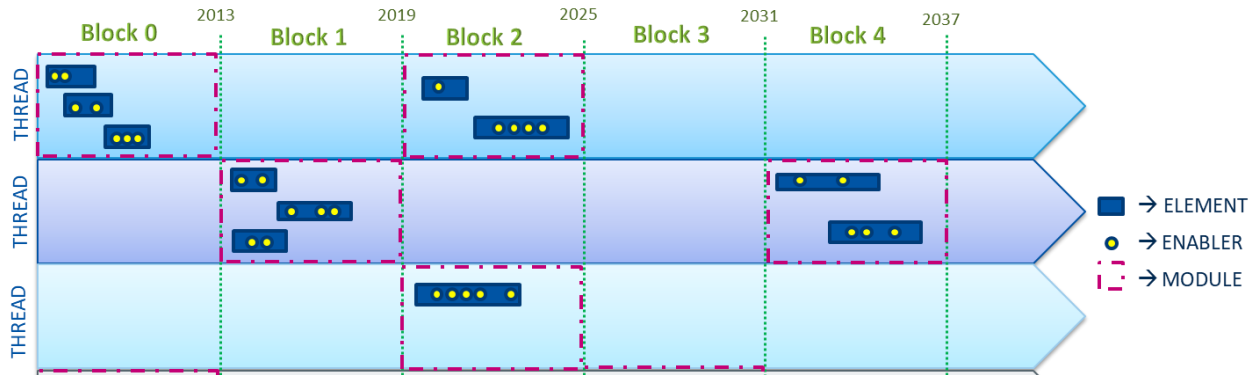 2013 2019 2025 2031 2037
Block 0 Block 1 Block 2 Block 3 Block 4
THREAD
THREAD
THREAD
→ ELEMENT
→ ENABLER
→ MODULE